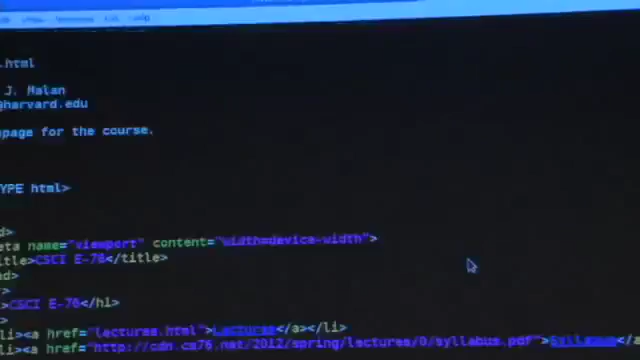 .html
J. Malan
@harvard.edu
page for the course.
YPE html>
d>
eta name="viewport" content="width=device-width">
itle>CSCI E-76</title>
ad>
>
>CSCI E-76</h1>
>
li><a href="lectures.html">Lectures</a></li>
li><a href="http://cdn.cs76.net/2012/spring/lectures/0/syllabus.pdf">Syllabus</a